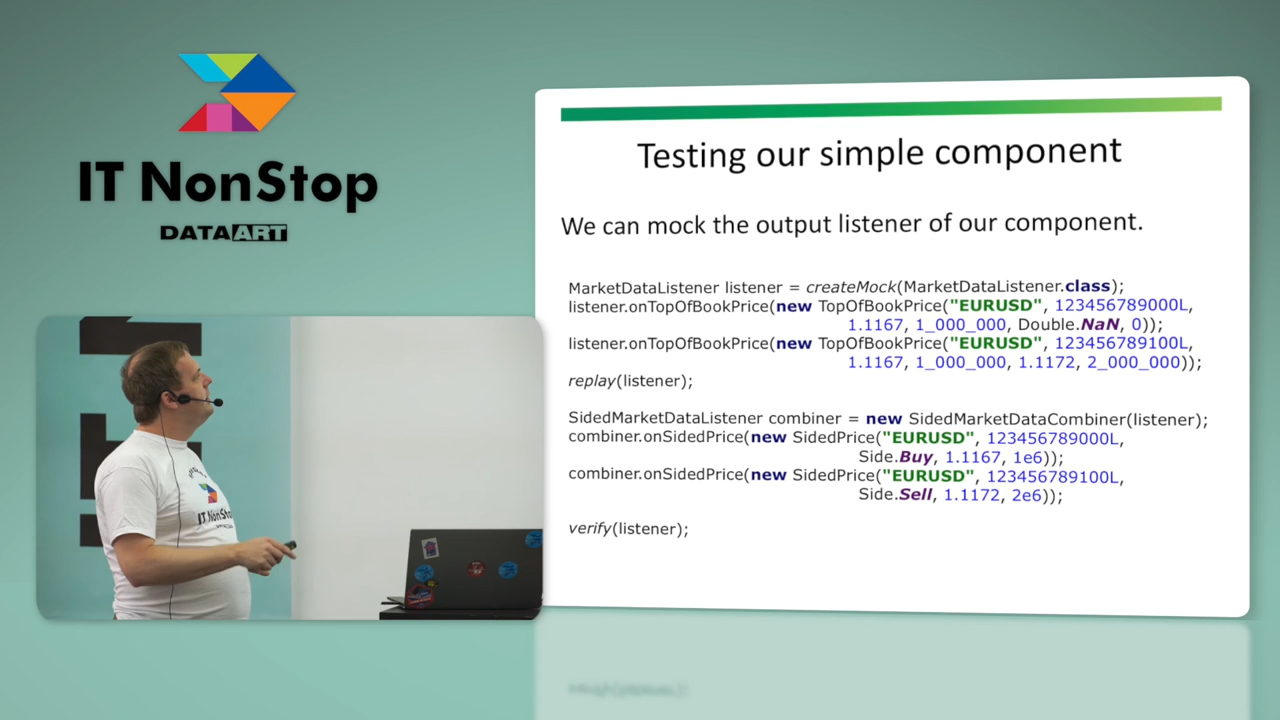 IT NonStop
DATAART
Testing our simple component
We can mock the output listener of our component.
MarketDataListener listener = createMock(MarketDataListener.class);
listener.onTopOfBookPrice(new TopOfBookPrice("EURUSD", 123456789000L,
1.1167, 1_000_000, Double.NaN, 0));
listener.onTopOfBookPrice(new TopOfBookPrice("EURUSD", 123456789100L,
1.1167, 1_000_000, 1.1172, 2_000_000));
replay(listener);
SidedMarketDataListener combiner = new SidedMarketDataCombiner(listener);
combiner.onSidedPrice(new SidedPrice("EURUSD", 123456789000L,
Side.Buy, 1.1167, 1e6));
combiner.onSidedPrice(new SidedPrice("EURUSD", 123456789100L,
Side.Sell, 1.1172, 2e6));
verify(listener);
IT NonSto